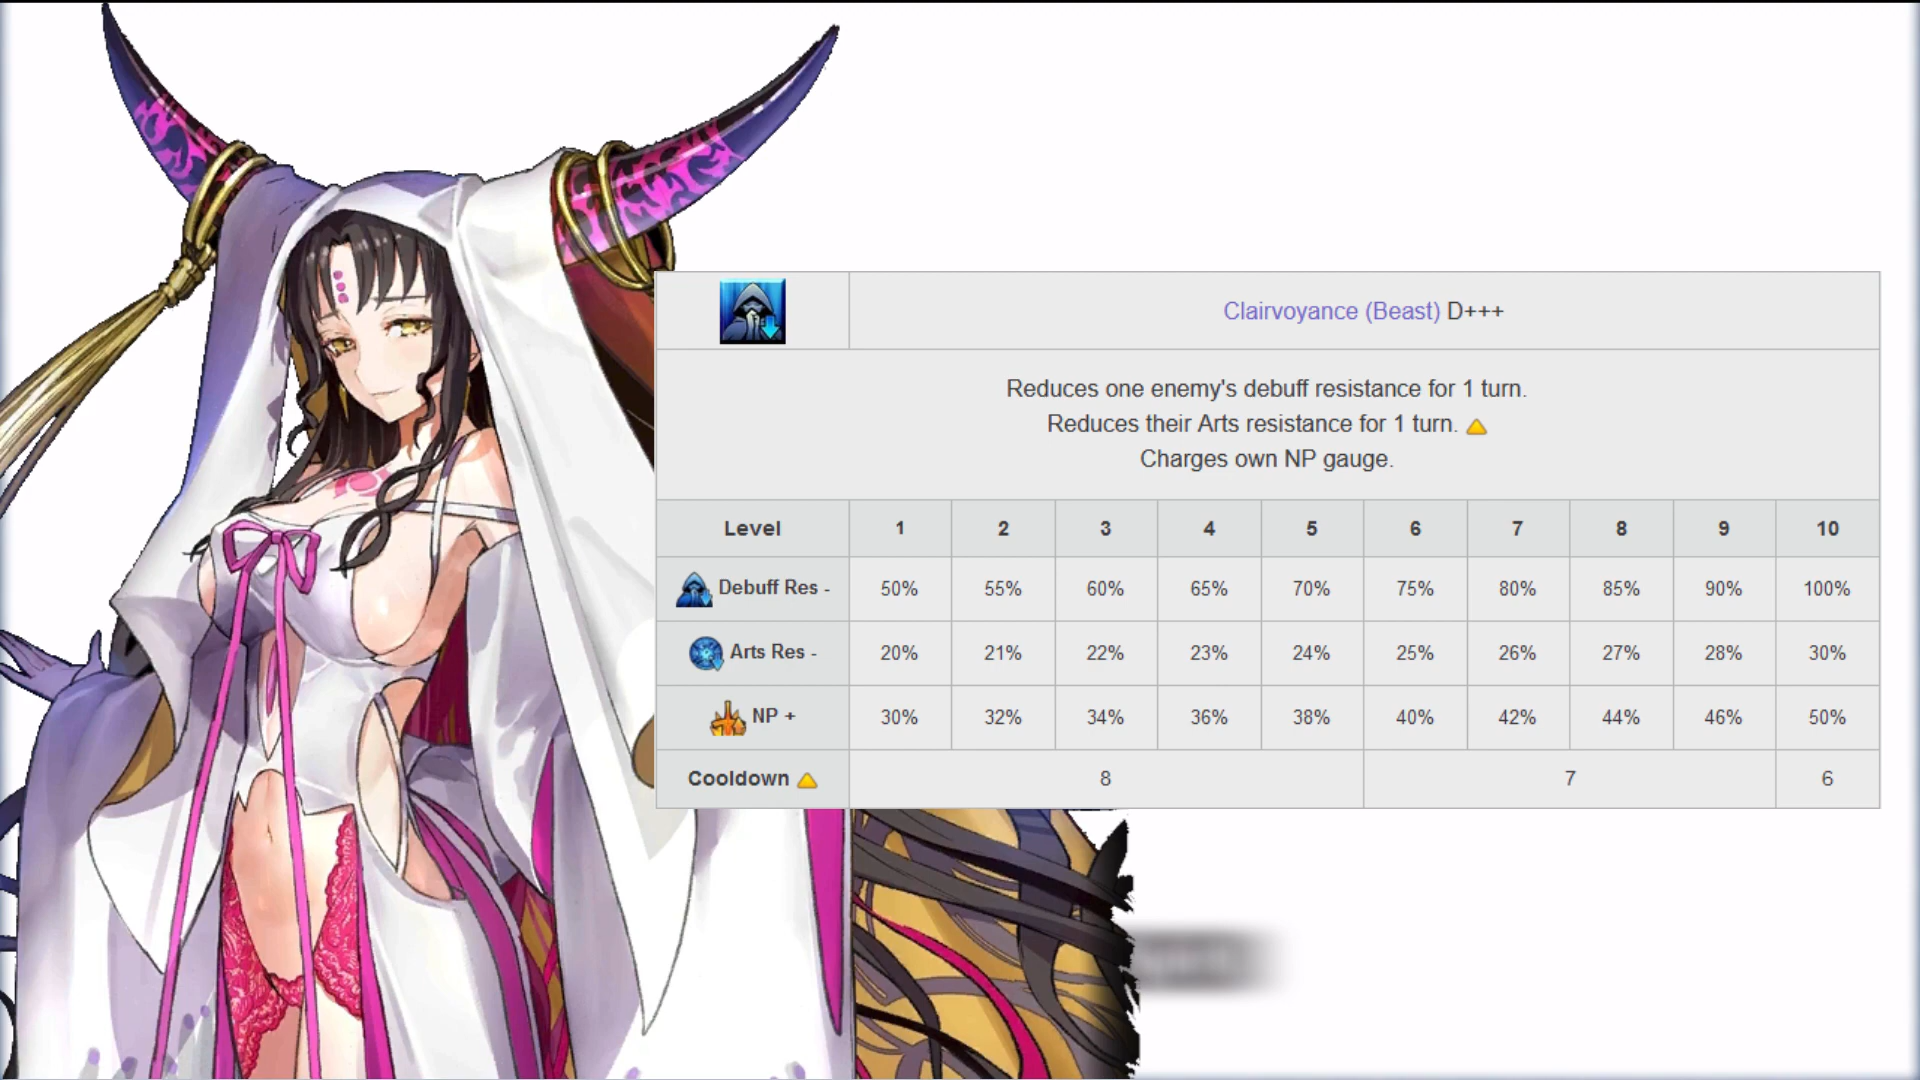 Clairvoyance (Beast) D+++
Reduces one enemy's debuff resistance for 1 turn.
Reduces their Arts resistance for 1 turn.
Charges own NP gauge.
Level 1 2 3 4 5 6 7 8 9 10
Debuff Res - 50% 55% 60% 65% 70% 75% 80% 85% 90% 100%
Arts Res - 20% 21% 22% 23% 24% 25% 26% 27% 28% 30%
NP + 30% 32% 34% 36% 38% 40% 42% 44% 46% 50%
Cooldown 8 7 6